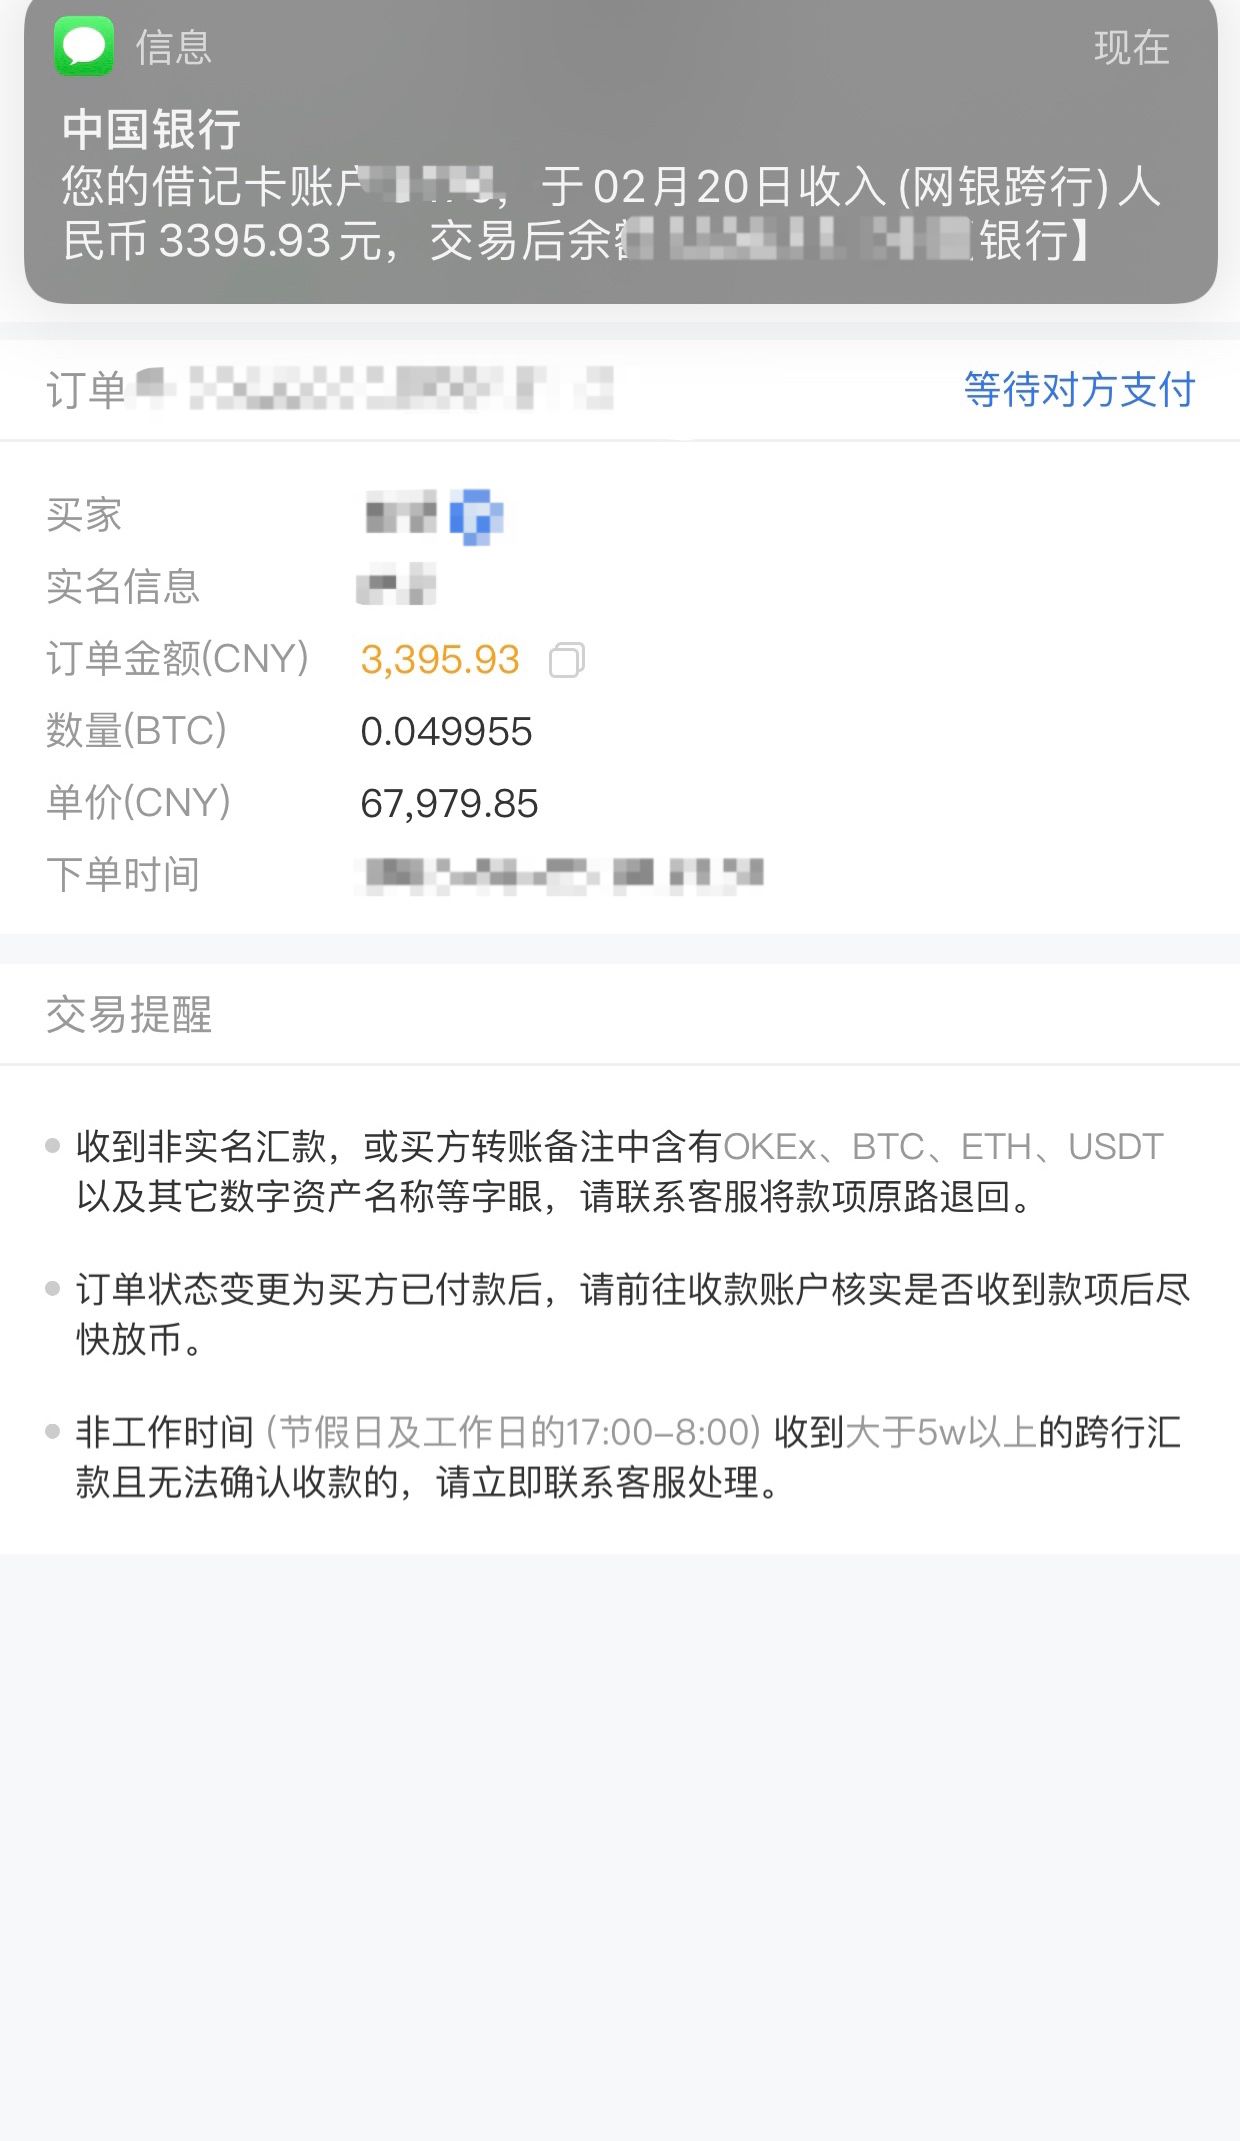 信息 现在
中国银行
您的借记卡账户 ,于02月20日收入(网银跨行)人
民币3395.93元,交易后余额 银行】
订单 等待对方支付
买家
实名信息
订单金额(CNY) 3,395.93
数量(BTC) 0.049955
单价(CNY) 67,979.85
下单时间
交易提醒
收到非实名汇款,或买方转账备注中含有OKEx、BTC、ETH、USDT
以及其它数字资产名称等字眼,请联系客服将款项原路退回。
订单状态变更为买方已付款后,请前往收款账户核实是否收到款项后尽
快放币。
非工作时间(节假日及工作日的17:00-8:00)收到大于5w以上的跨行汇
款且无法确认收款的,请立即联系客服处理。